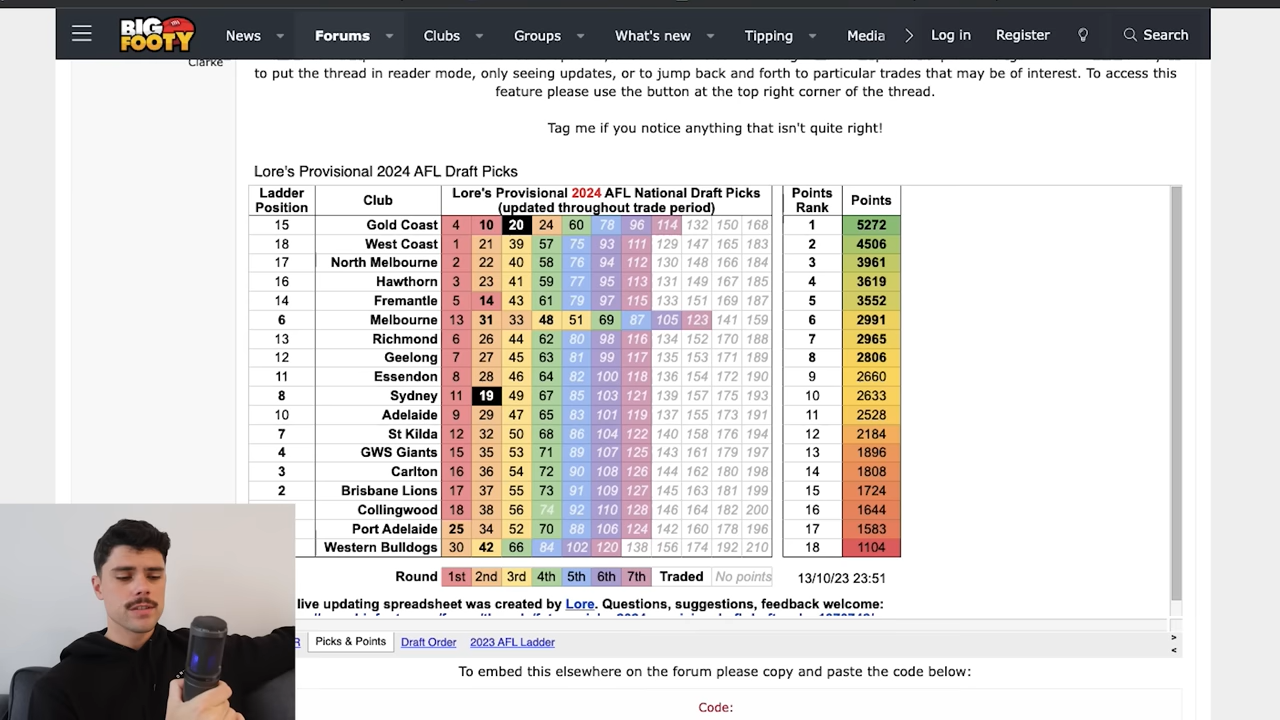 BIG FOOTY News Forums Clubs Groups What's new Tipping Media Log in Register Search
Clarke
to put the thread in reader mode, only seeing updates, or to jump back and forth to particular trades that may be of interest. To access this
feature please use the button at the top right corner of the thread.
Tag me if you notice anything that isn't quite right!
Lore's Provisional 2024 AFL Draft Picks
Ladder Position Club Lore's Provisional 2024 AFL National Draft Picks (updated throughout trade period) Points Rank Points
15 Gold Coast 4 10 20 24 60 78 96 114 132 150 168 1 5272
18 West Coast 1 21 39 57 75 93 111 129 147 165 183 2 4506
17 North Melbourne 2 22 40 58 76 94 112 130 148 166 184 3 3961
16 Hawthorn 3 23 41 59 77 95 113 131 149 167 185 4 3619
14 Fremantle 5 14 43 61 79 97 115 133 151 169 187 5 3552
6 Melbourne 13 31 33 48 51 69 87 105 123 141 159 6 2991
13 Richmond 6 26 44 62 80 98 116 134 152 170 188 7 2965
12 Geelong 7 27 45 63 81 99 117 135 153 171 189 8 2806
11 Essendon 8 28 46 64 82 100 118 136 154 172 190 9 2660
8 Sydney 11 19 49 67 85 103 121 139 157 175 193 10 2633
10 Adelaide 9 29 47 65 83 101 119 137 155 173 191 11 2528
7 St Kilda 12 32 50 68 86 104 122 140 158 176 194 12 2184
4 GWS Giants 15 35 53 71 89 107 125 143 161 179 197 13 1896
3 Carlton 16 36 54 72 90 108 126 144 162 180 198 14 1808
2 Brisbane Lions 17 37 55 73 91 109 127 145 163 181 199 15 1724
Collingwood 18 38 56 74 92 110 128 146 164 182 200 16 1644
Port Adelaide 25 34 52 70 88 106 124 142 160 178 196 17 1583
Western Bulldogs 30 42 66 84 102 120 138 156 174 192 210 18 1104
Round 1st 2nd 3rd 4th 5th 6th 7th Traded No points 13/10/23 23:51
live updating spreadsheet was created by Lore. Questions, suggestions, feedback welcome:
Picks & Points Draft Order 2023 AFL Ladder
To embed this elsewhere on the forum please copy and paste the code below:
Code: